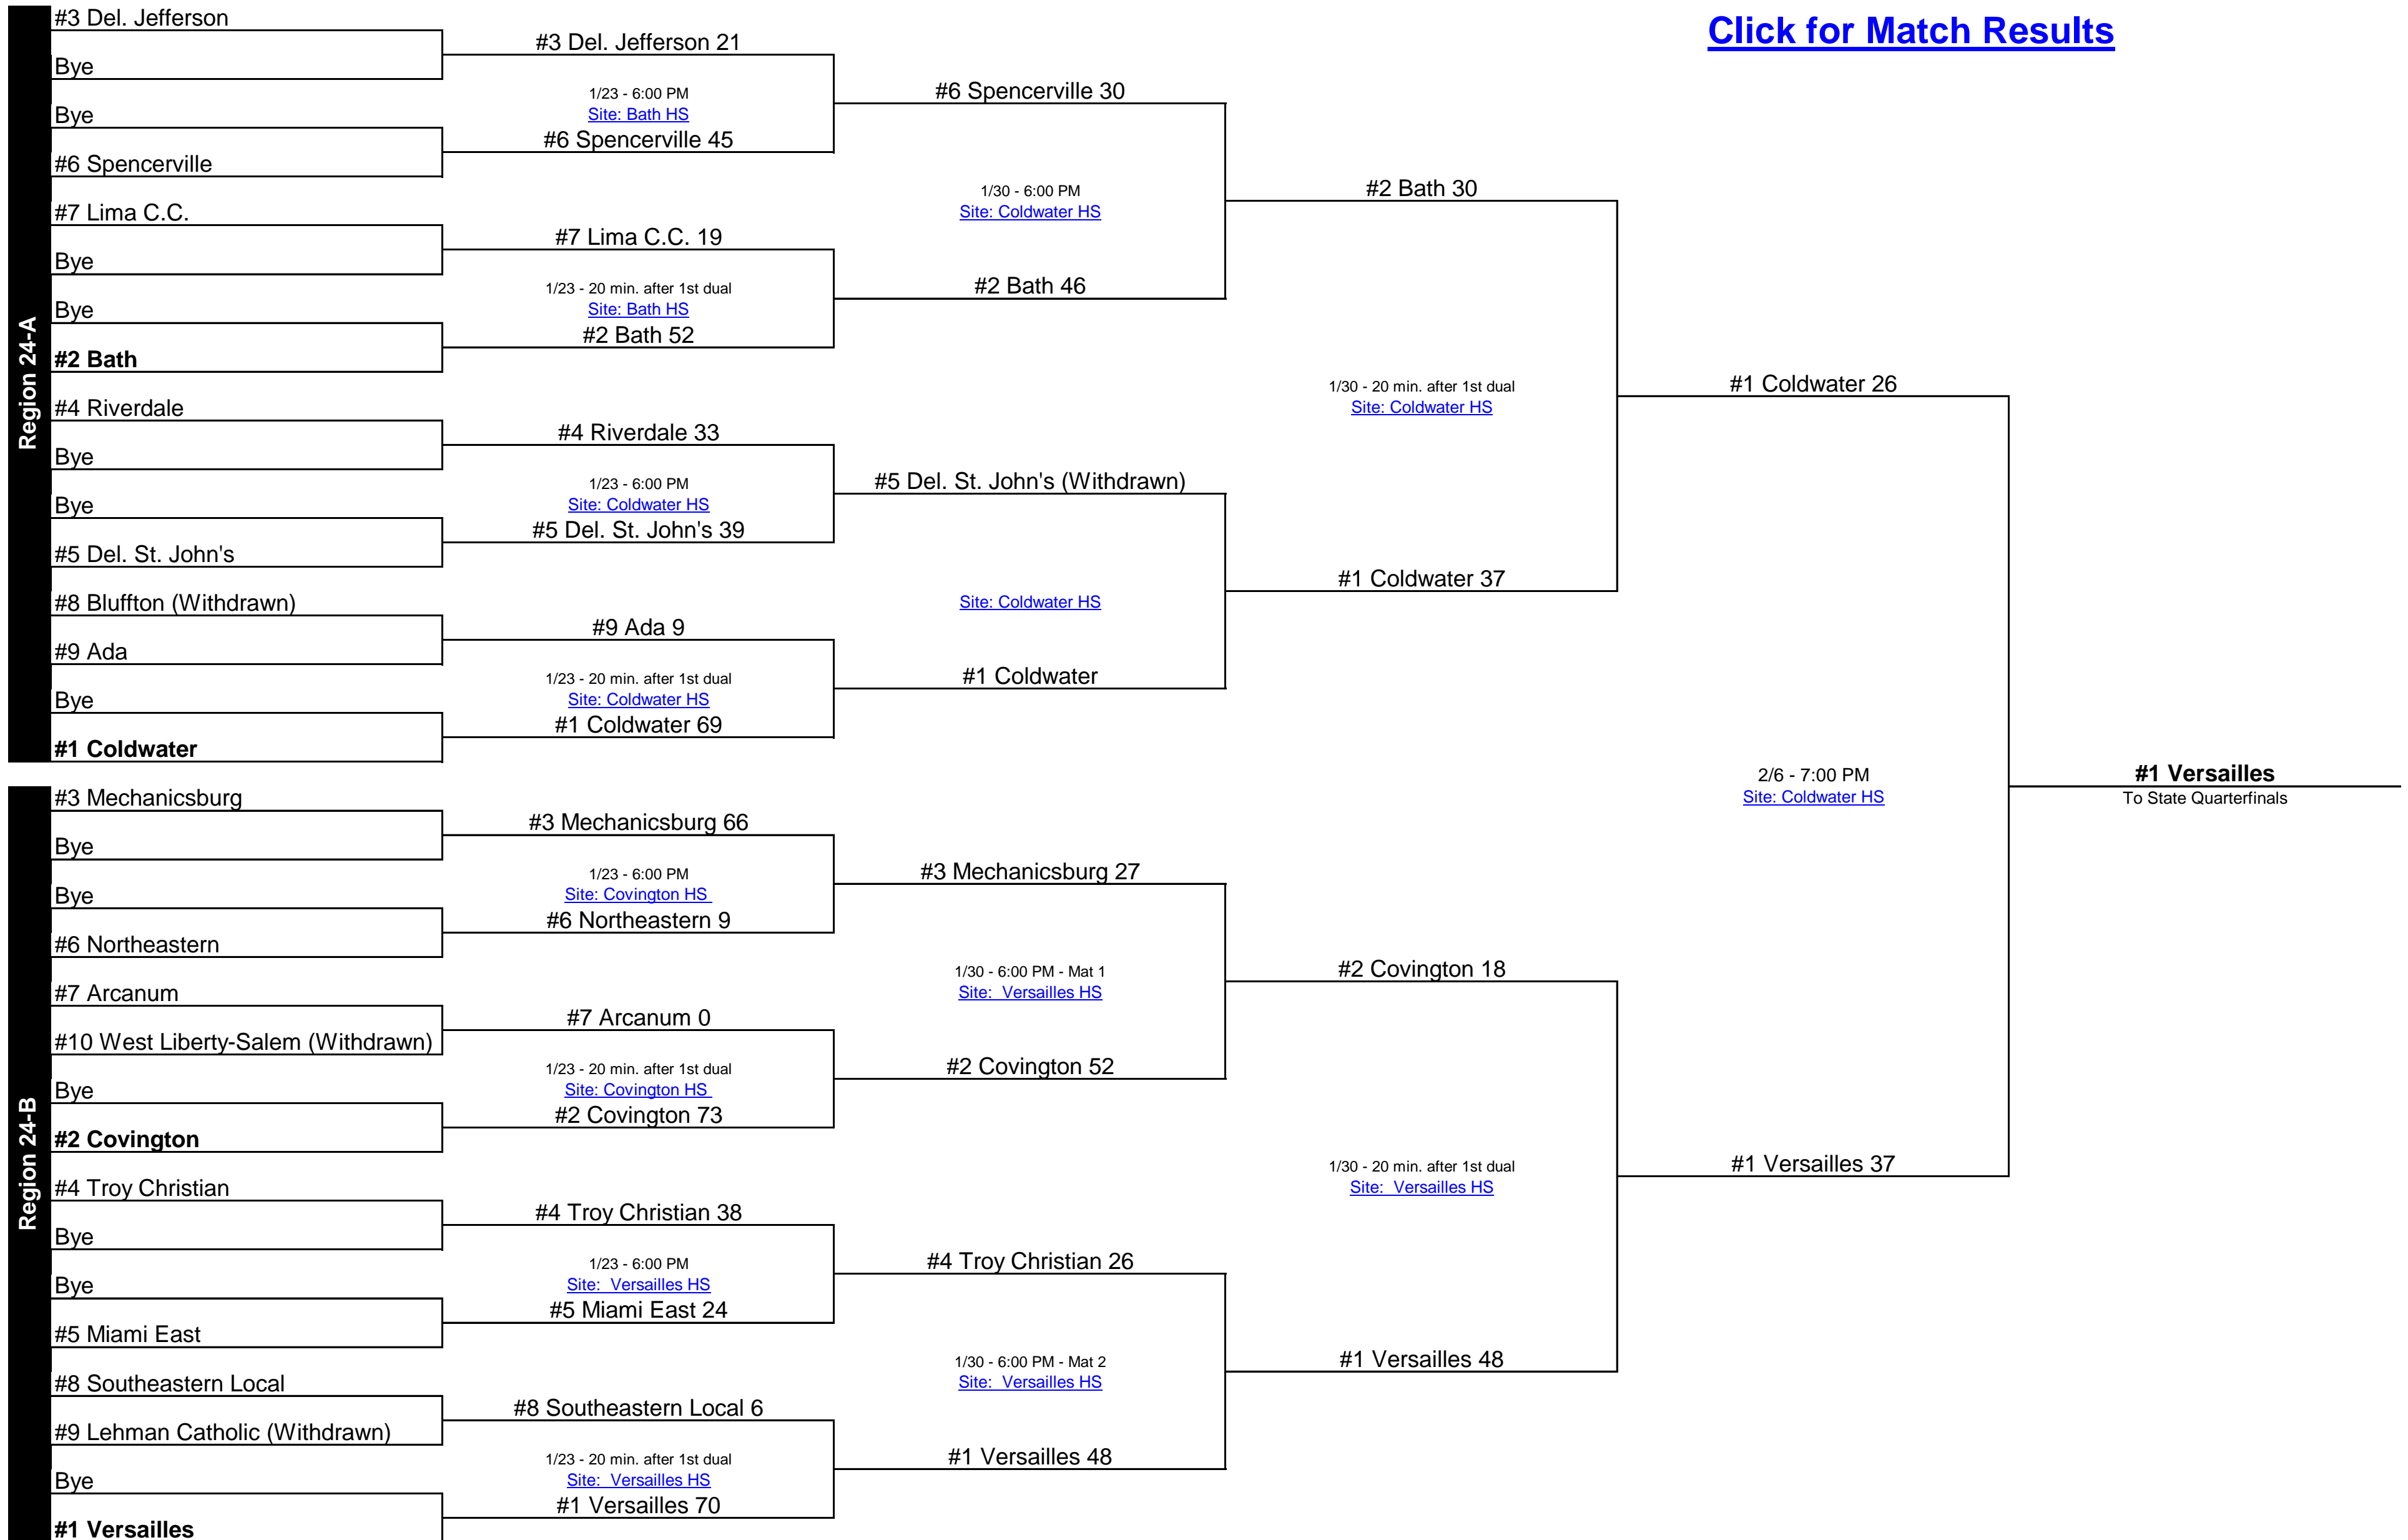 Click for Match Results
Region 24-A
#3 Del. Jefferson
Bye
Bye
#6 Spencerville
#7 Lima C.C.
Bye
Bye
#2 Bath
#4 Riverdale
Bye
Bye
#5 Del. St. John's
#8 Bluffton (Withdrawn)
#9 Ada
Bye
#1 Coldwater
Region 24-B
#3 Mechanicsburg
Bye
Bye
#6 Northeastern
#7 Arcanum
#10 West Liberty-Salem (Withdrawn)
Bye
#2 Covington
#4 Troy Christian
Bye
Bye
#5 Miami East
#8 Southeastern Local
#9 Lehman Catholic (Withdrawn)
Bye
#1 Versailles
#3 Del. Jefferson 21
1/23 - 6:00 PM
Site: Bath HS
#6 Spencerville 45
#7 Lima C.C. 19
1/23 - 20 min. after 1st dual
Site: Bath HS
#2 Bath 52
#4 Riverdale 33
1/23 - 6:00 PM
Site: Coldwater HS
#5 Del. St. John's 39
#9 Ada 9
1/23 - 20 min. after 1st dual
Site: Coldwater HS
#1 Coldwater 69
#3 Mechanicsburg 66
1/23 - 6:00 PM
Site: Covington HS
#6 Northeastern 9
#7 Arcanum 0
1/23 - 20 min. after 1st dual
Site: Covington HS
#2 Covington 73
#4 Troy Christian 38
1/23 - 6:00 PM
Site: Versailles HS
#5 Miami East 24
#8 Southeastern Local 6
1/23 - 20 min. after 1st dual
Site: Versailles HS
#1 Versailles 70
#6 Spencerville 30
1/30 - 6:00 PM
Site: Coldwater HS
#2 Bath 46
#5 Del. St. John's (Withdrawn)
Site: Coldwater HS
#1 Coldwater
#3 Mechanicsburg 27
1/30 - 6:00 PM - Mat 1
Site: Versailles HS
#2 Covington 52
#4 Troy Christian 26
1/30 - 6:00 PM - Mat 2
Site: Versailles HS
#1 Versailles 48
#2 Bath 30
1/30 - 20 min. after 1st dual
Site: Coldwater HS
#1 Coldwater 37
#2 Covington 18
1/30 - 20 min. after 1st dual
Site: Versailles HS
#1 Versailles 48
#1 Coldwater 26
2/6 - 7:00 PM
Site: Coldwater HS
#1 Versailles 37
#1 Versailles
To State Quarterfinals